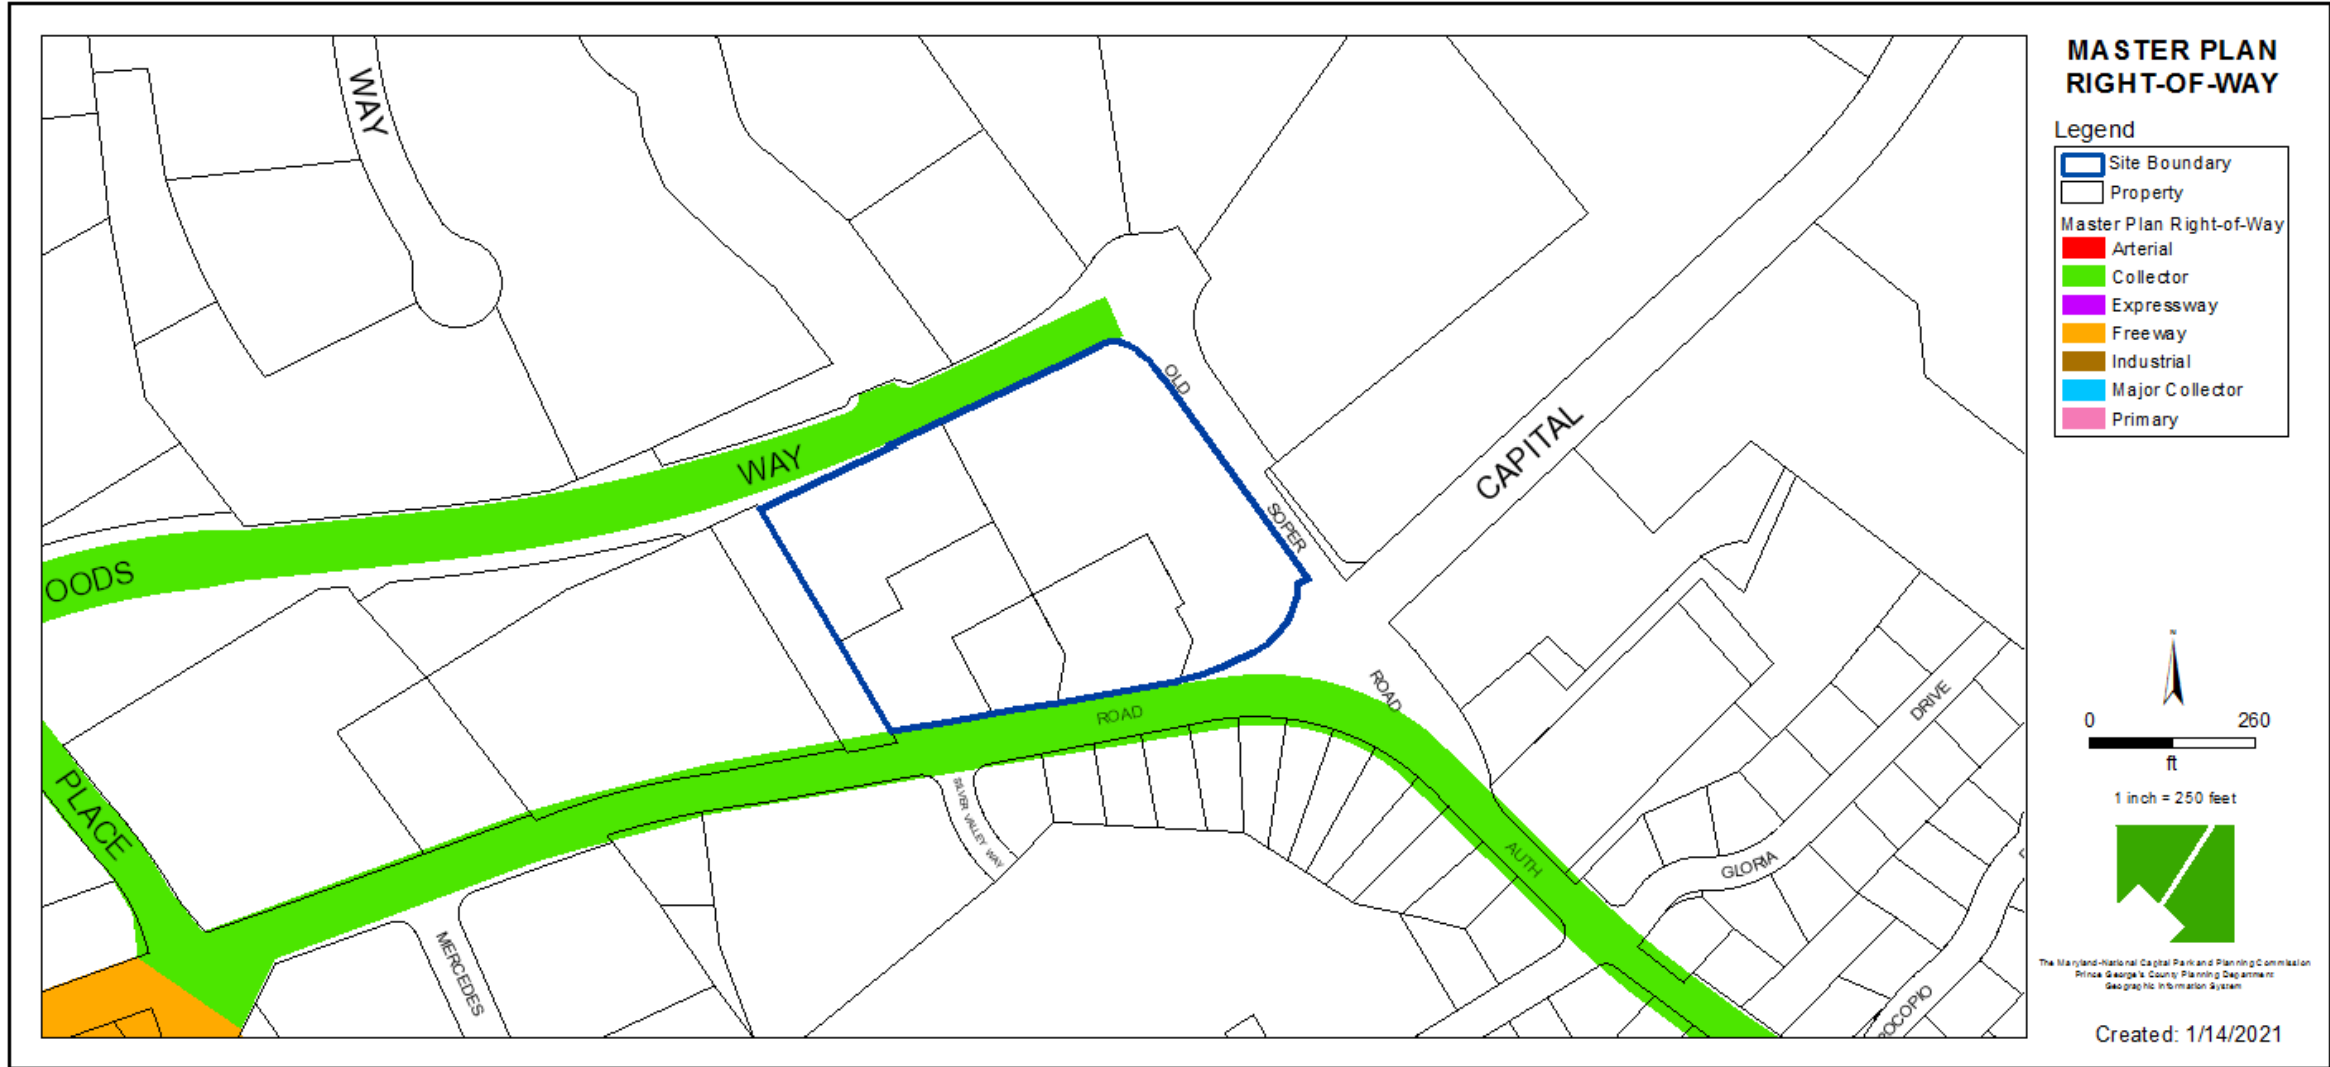 MASTER PLAN
RIGHT-OF-WAY
Legend
Site Boundary
Property
Master Plan Right-of-Way
Arterial
Collector
Expressway
Freeway
Industrial
Major Collector
Primary
WAY
OLD
CAPITAL
WAY
SOPER
OODS
ROAD
ROAD
DRIVE
PLACE
SILVER VALLEY WAY
AUTH
GLORIA
MERCEDES
OCOPIO
N
0 260
ft
1 inch = 250 feet
The Maryland-National Capital Park and Planning Commission
Prince George's County Planning Department
Geographic Information System
Created: 1/14/2021